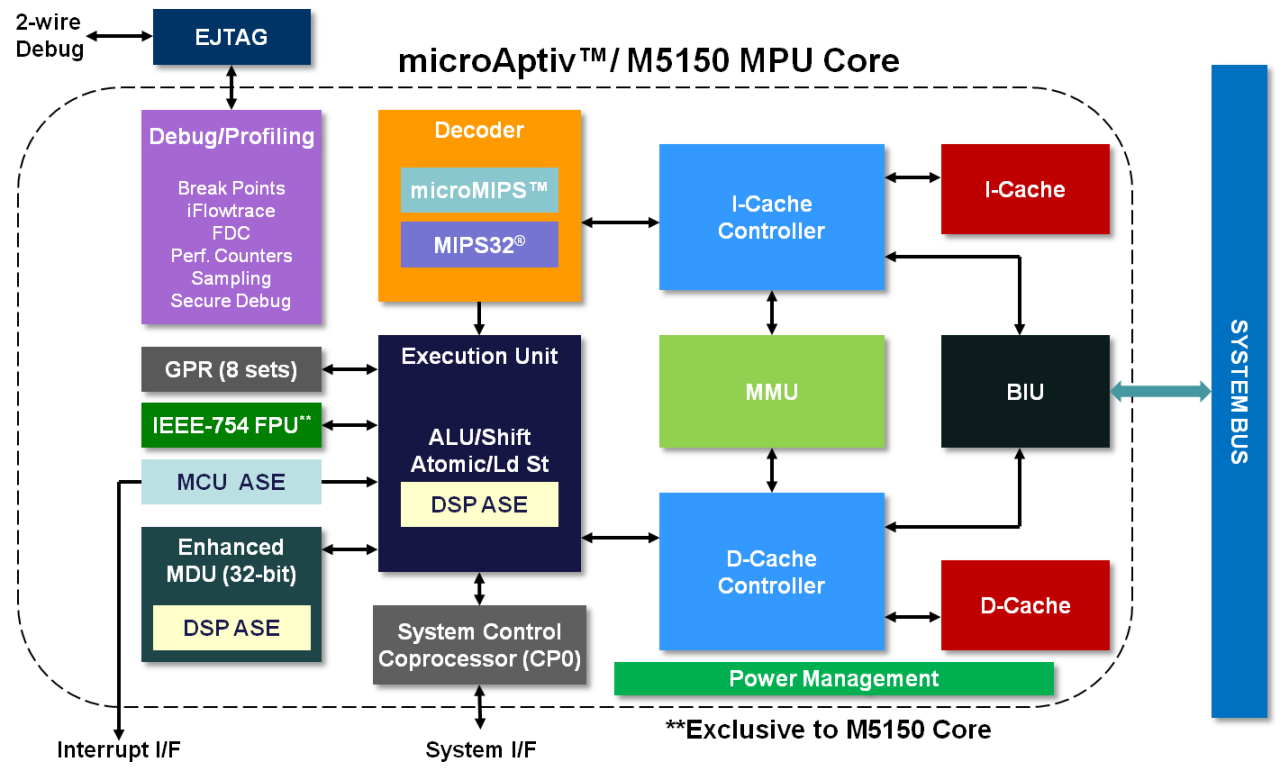 2-wire
Debug
EJTAG
microAptiv™/ M5150 MPU Core
Debug/Profiling
Break Points
iFlowtrace
FDC
Perf. Counters
Sampling
Secure Debug
Decoder
microMIPS™
MIPS32®
I-Cache
Controller
I-Cache
GPR (8 sets)
IEEE-754 FPU**
MCU ASE
Enhanced
MDU (32-bit)
DSP ASE
Execution Unit
ALU/Shift
Atomic/Ld St
DSP ASE
MMU
BIU
SYSTEM BUS
D-Cache
Controller
D-Cache
System Control
Coprocessor (CP0)
Power Management
**Exclusive to M5150 Core
Interrupt I/F
System I/F